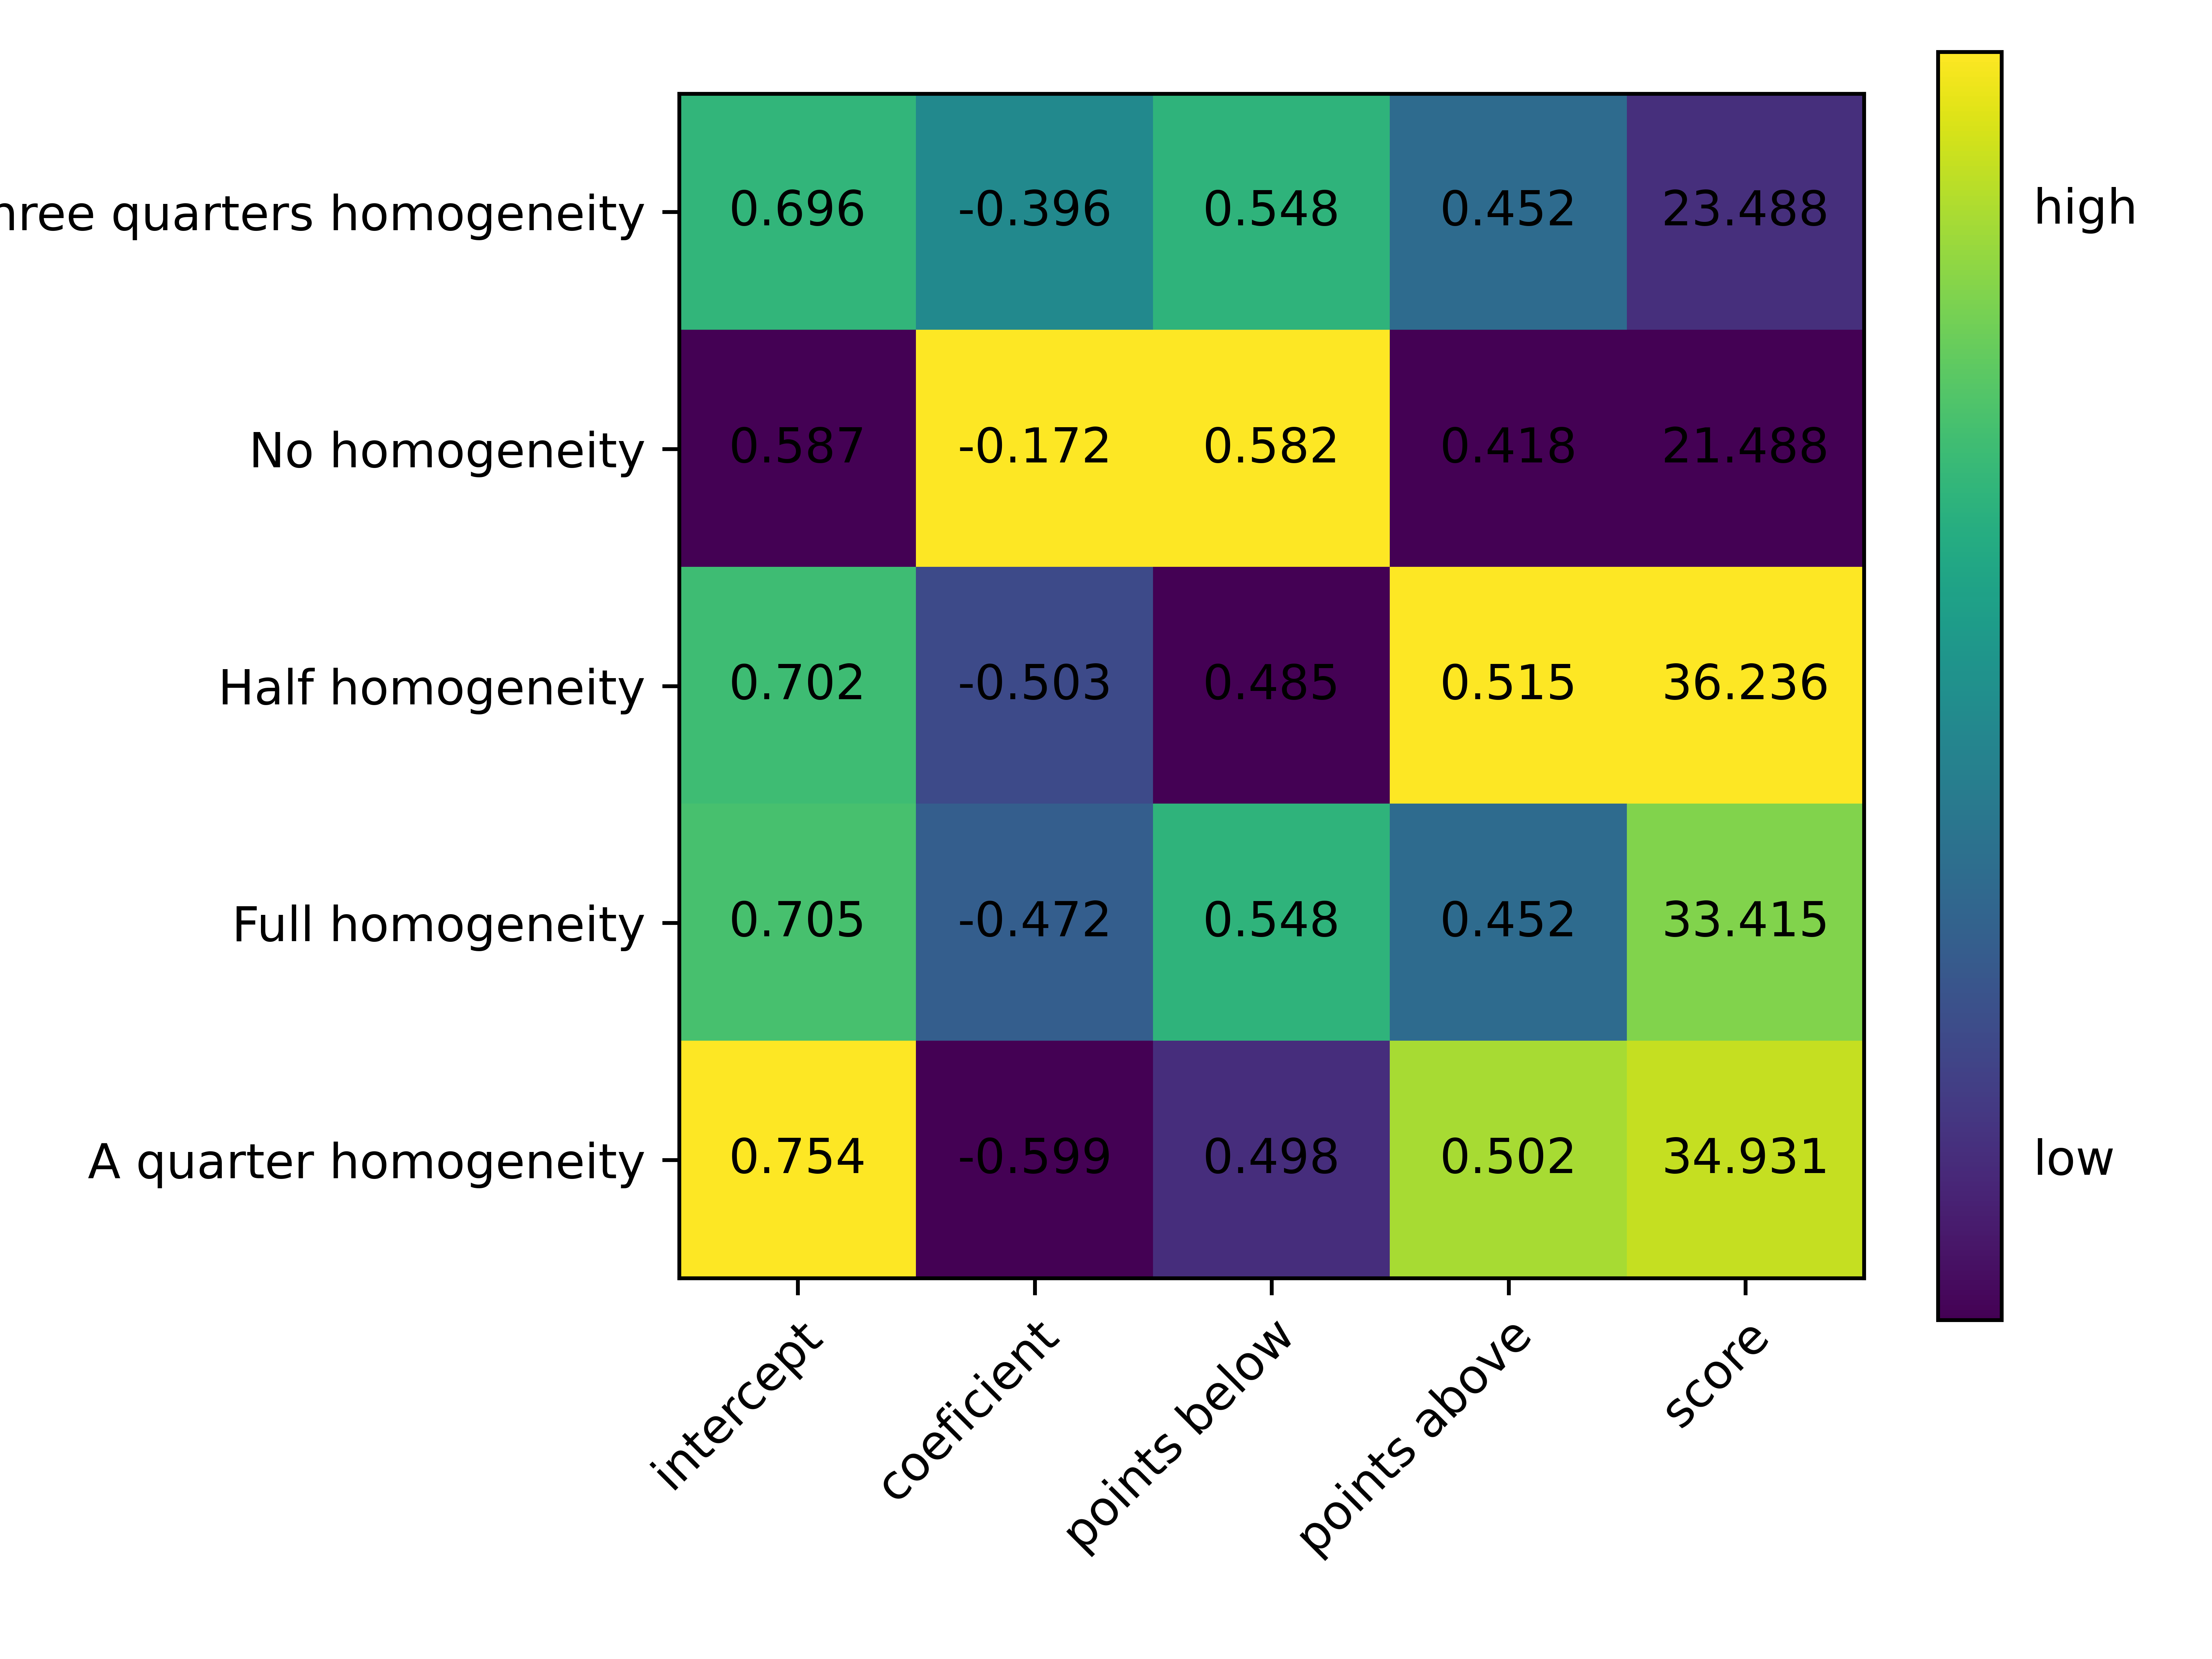 hree quarters homogeneity 0.696 -0.396 0.548 0.452 23.488 high
No homogeneity 0.587 -0.172 0.582 0.418 21.488
Half homogeneity 0.702 -0.503 0.485 0.515 36.236
Full homogeneity 0.705 -0.472 0.548 0.452 33.415
A quarter homogeneity 0.754 -0.599 0.498 0.502 34.931 low
intercept coeficient points below points above score